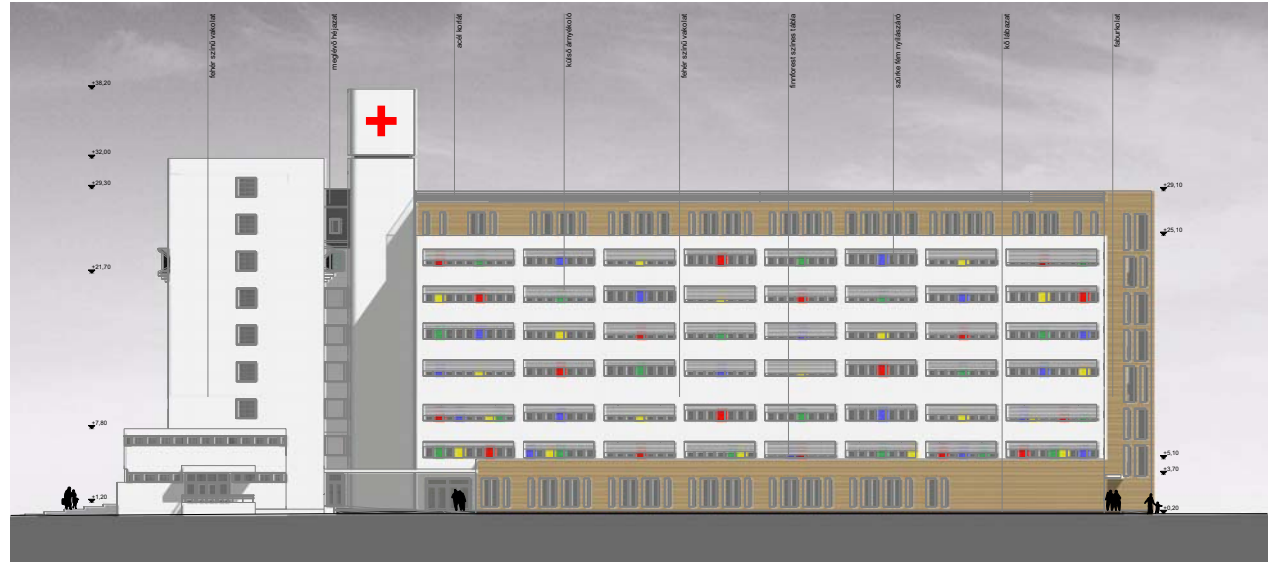 fehér színű vakolat
meglévő héjazat
acél korlát
külső árnyékoló
fehér színű vakolat
finnforest színes tábla
szürke fém nyílászáró
kő lábazat
faburkolat
+38,20
+32,00
+29,30
+21,70
+7,80
+1,20
+29,10
+25,10
+5,10
+3,70
+0,20